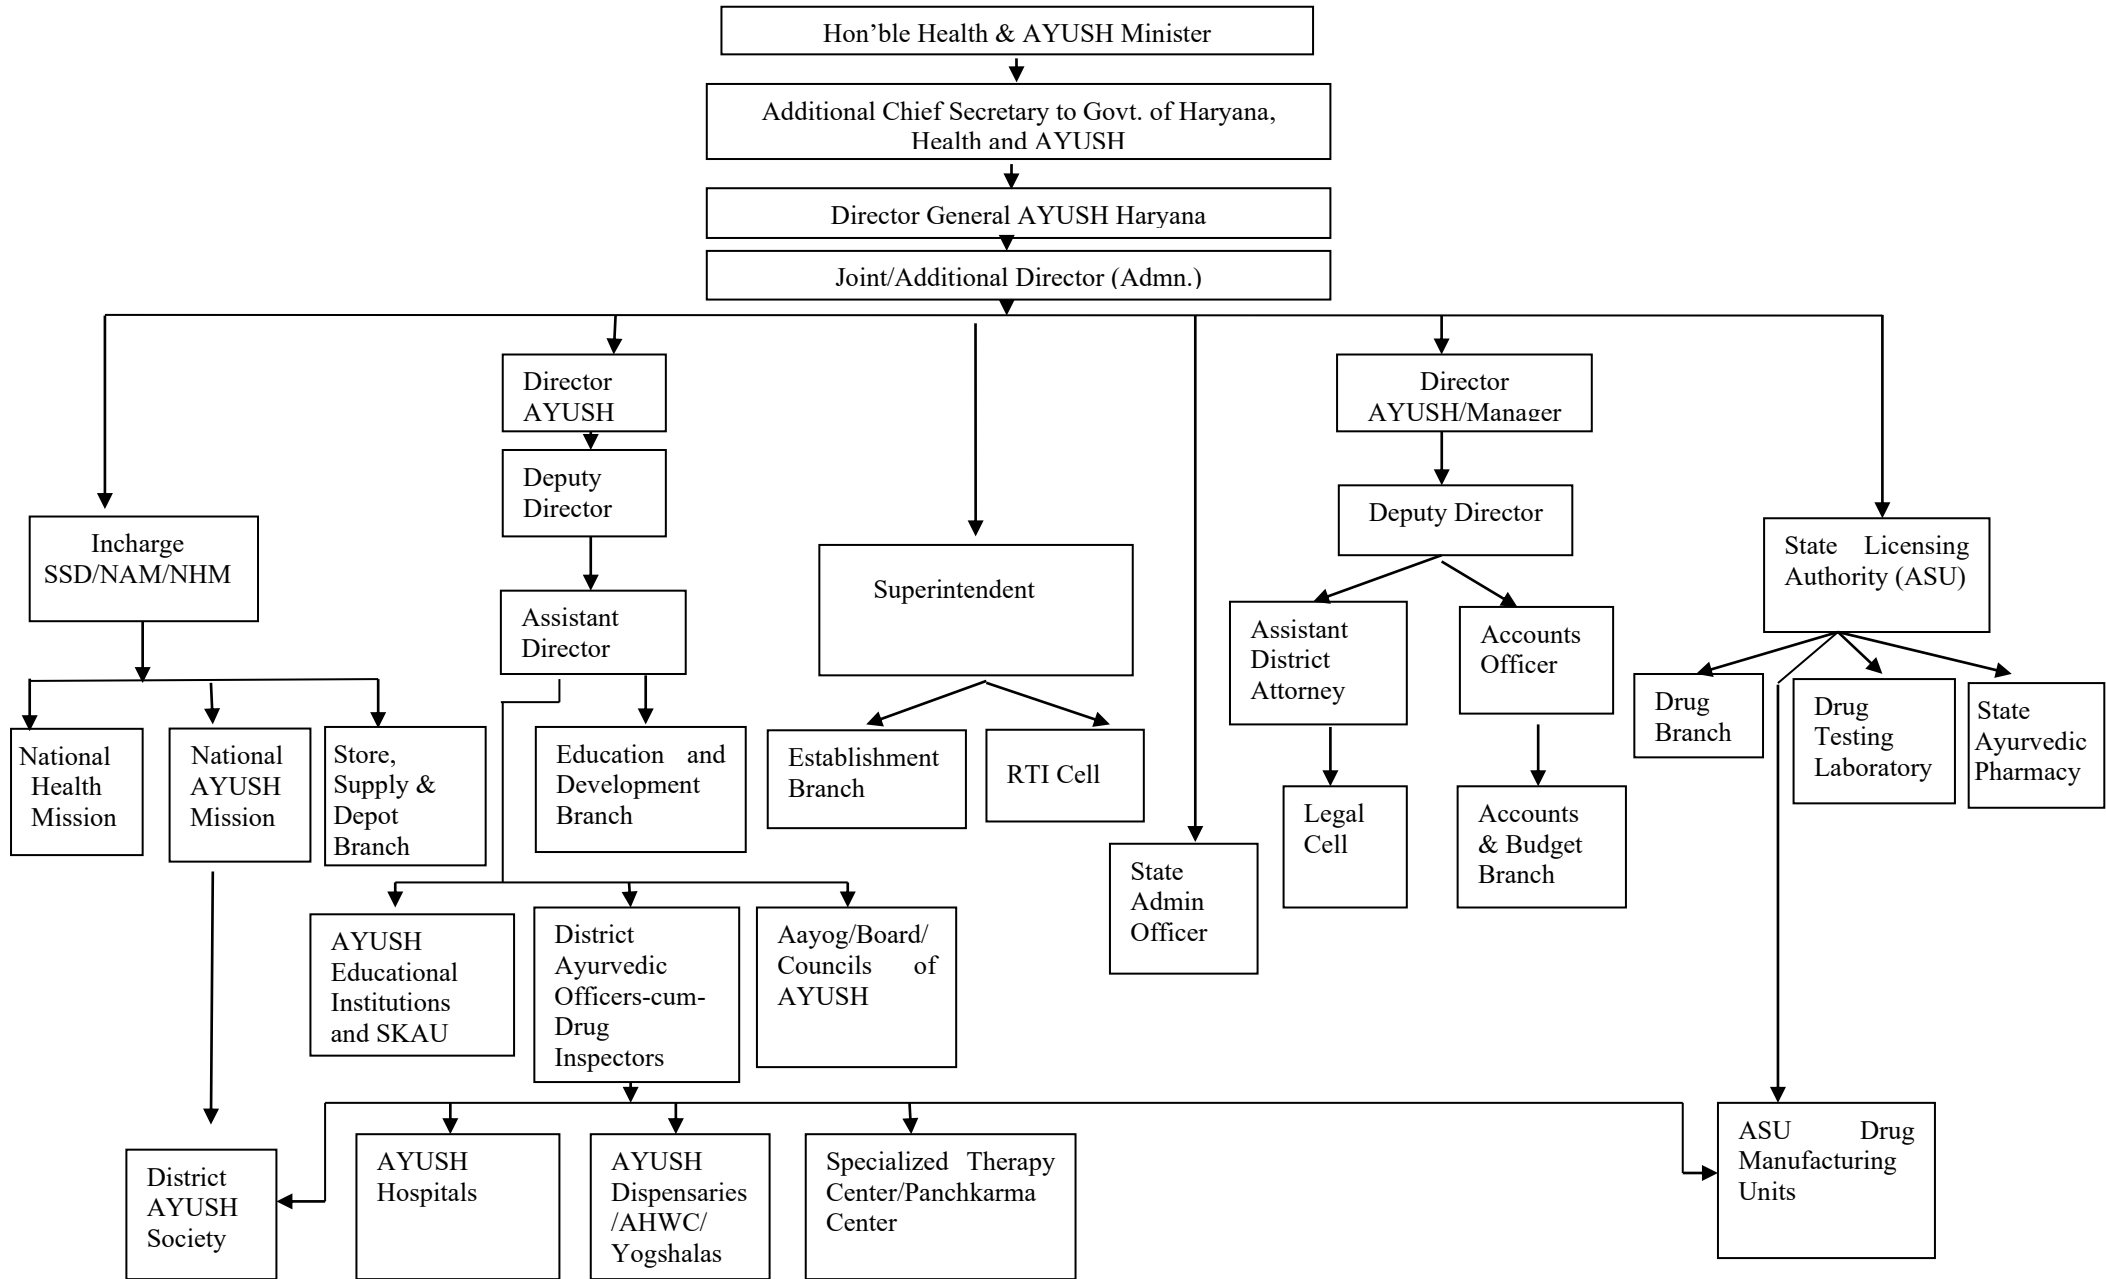 Hon’ble Health & AYUSH Minister
Additional Chief Secretary to Govt. of Haryana,
Health and AYUSH
Director General AYUSH Haryana
Joint/Additional Director (Admn.)
Director
AYUSH
Director
AYUSH/Manager
Deputy
Director
Deputy Director
Incharge
SSD/NAM/NHM
State Licensing
Authority (ASU)
Superintendent
Assistant
Director
Assistant
District
Attorney
Accounts
Officer
Drug
Branch
Drug
Testing
Laboratory
State
Ayurvedic
Pharmacy
National
Health
Mission
National
AYUSH
Mission
Store,
Supply &
Depot
Branch
Education and
Development
Branch
Establishment
Branch
RTI Cell
Legal
Cell
Accounts
& Budget
Branch
State
Admin
Officer
AYUSH
Educational
Institutions
and SKAU
District
Ayurvedic
Officers-cum-
Drug
Inspectors
Aayog/Board/
Councils of
AYUSH
District
AYUSH
Society
AYUSH
Hospitals
AYUSH
Dispensaries
/AHWC/
Yogshalas
Specialized Therapy
Center/Panchkarma
Center
ASU Drug
Manufacturing
Units